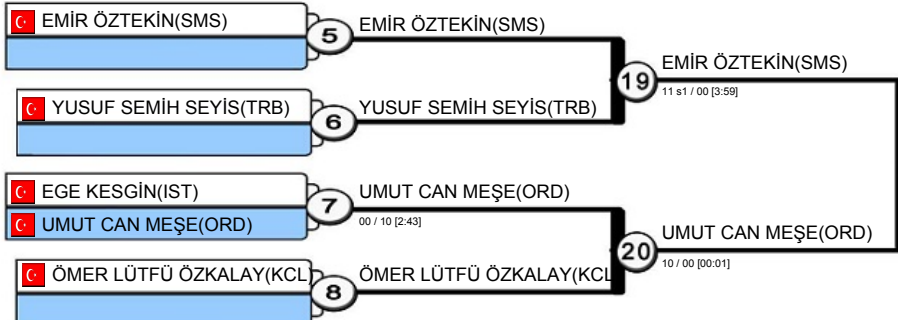 EMİR ÖZTEKİN(SMS)
5
EMİR ÖZTEKİN(SMS)
19
EMİR ÖZTEKİN(SMS)
11 s1 / 00 [3:59]
YUSUF SEMİH SEYİS(TRB)
6
YUSUF SEMİH SEYİS(TRB)
EGE KESGİN(IST)
UMUT CAN MEŞE(ORD)
7
UMUT CAN MEŞE(ORD)
00 / 10 [2:43]
20
UMUT CAN MEŞE(ORD)
10 / 00 [00:01]
ÖMER LÜTFÜ ÖZKALAY(KCL)
8
ÖMER LÜTFÜ ÖZKALAY(KCL